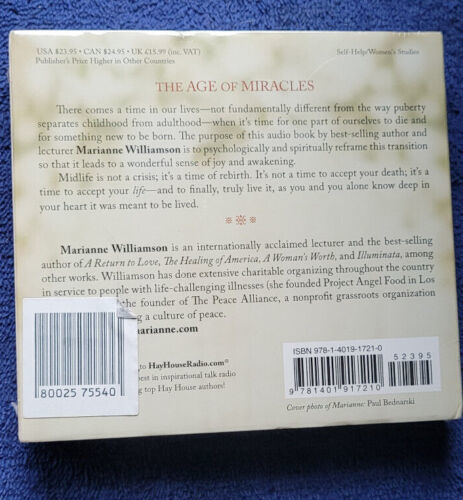 USA $23.95 • CAN $24.95 • UK £15.99 (inc. VAT)
Publisher's Price Higher in Other Countries
Self-Help/Women's Studies
THE AGE OF MIRACLES
There comes a time in our lives—not fundamentally different from the way puberty
separates childhood from adulthood—when it's time for one part of ourselves to die and
for something new to be born. The purpose of this audio book by best-selling author and
lecturer Marianne Williamson is to psychologically and spiritually reframe this transition
so that it leads to a wonderful sense of joy and awakening.
Midlife is not a crisis; it's a time of rebirth. It's not a time to accept your death; it's a
time to accept your life—and to finally, truly live it, as you and you alone know deep in
your heart it was meant to be lived.
Marianne Williamson is an internationally acclaimed lecturer and the best-selling
author of A Return to Love, The Healing of America, A Woman's Worth, and Illuminata, among
other works. Williamson has done extensive charitable organizing throughout the country
in service to people with life-challenging illnesses (she founded Project Angel Food in Los
the founder of The Peace Alliance, a nonprofit grassroots organization
a culture of peace.
marianne.com
to HayHouseRadio.com®
best in inspirational talk radio
top Hay House authors!
80025 75540
ISBN 978-1-4019-1721-0
52395
9 781401 917210
Cover photo of Marianne: Paul Bednarski